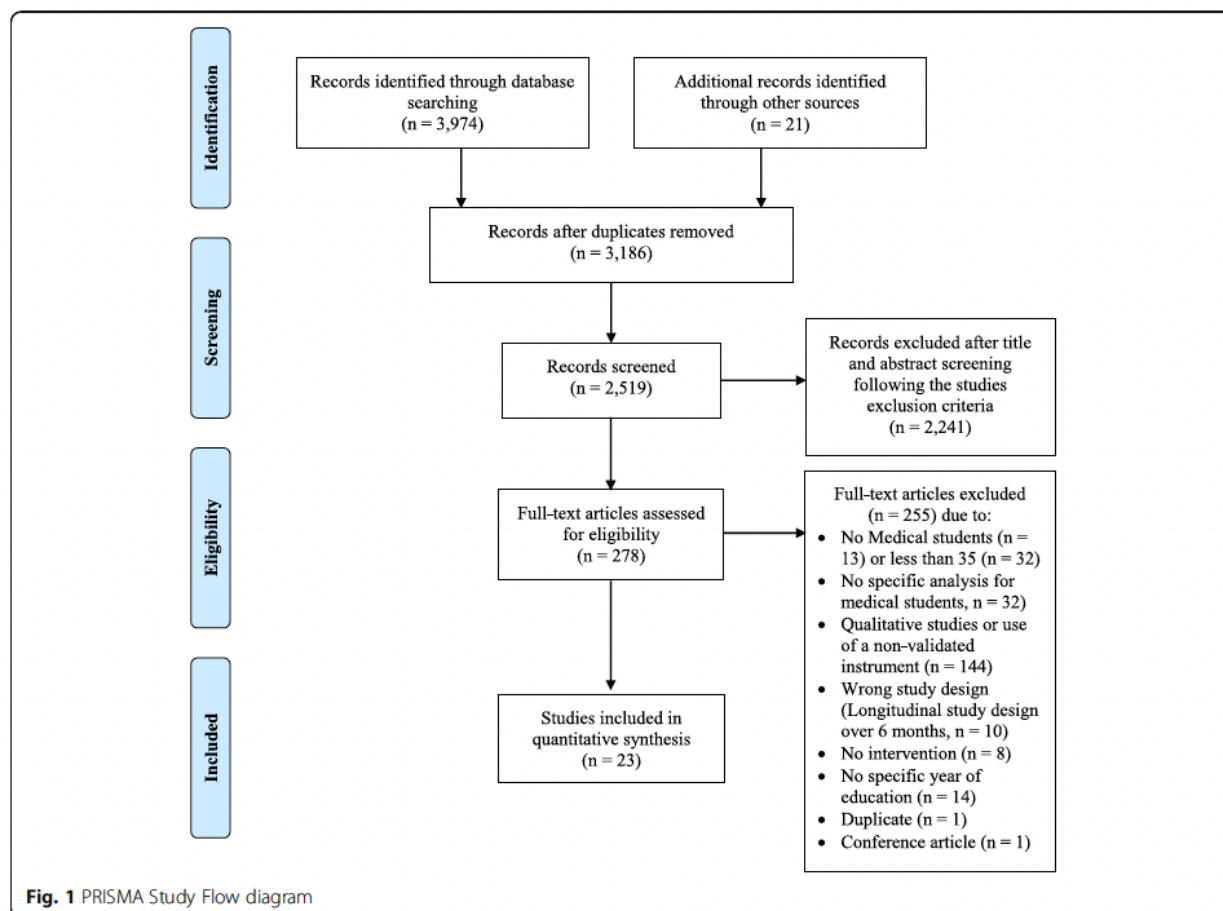 Identification
Records identified through database
searching
(n = 3,974)
Additional records identified
through other sources
(n = 21)
Records after duplicates removed
(n = 3,186)
Screening
Records screened
(n = 2,519)
Records excluded after title
and abstract screening
following the studies
exclusion criteria
(n = 2,241)
Eligibility
Full-text articles assessed
for eligibility
(n = 278)
Full-text articles excluded
(n = 255) due to:
• No Medical students (n =
13) or less than 35 (n = 32)
• No specific analysis for
medical students, n = 32)
• Qualitative studies or use
of a non-validated
instrument (n = 144)
• Wrong study design
(Longitudinal study design
over 6 months, n = 10)
• No intervention (n = 8)
• No specific year of
education (n = 14)
• Duplicate (n = 1)
• Conference article (n = 1)
Included
Studies included in
quantitative synthesis
(n = 23)
Fig. 1 PRISMA Study Flow diagram